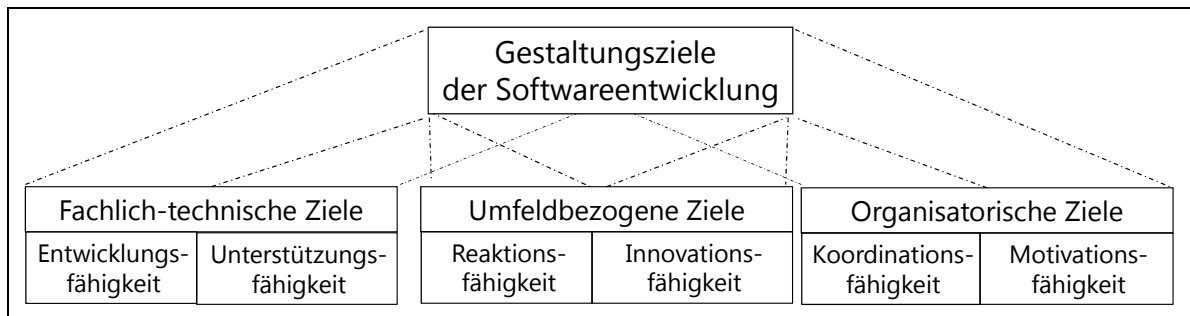 Gestaltungsziele
der Softwareentwicklung
Fachlich-technische Ziele
Entwicklungs-
fähigkeit
Unterstützungs-
fähigkeit
Umfeldbezogene Ziele
Reaktions-
fähigkeit
Innovations-
fähigkeit
Organisatorische Ziele
Koordinations-
fähigkeit
Motivations-
fähigkeit